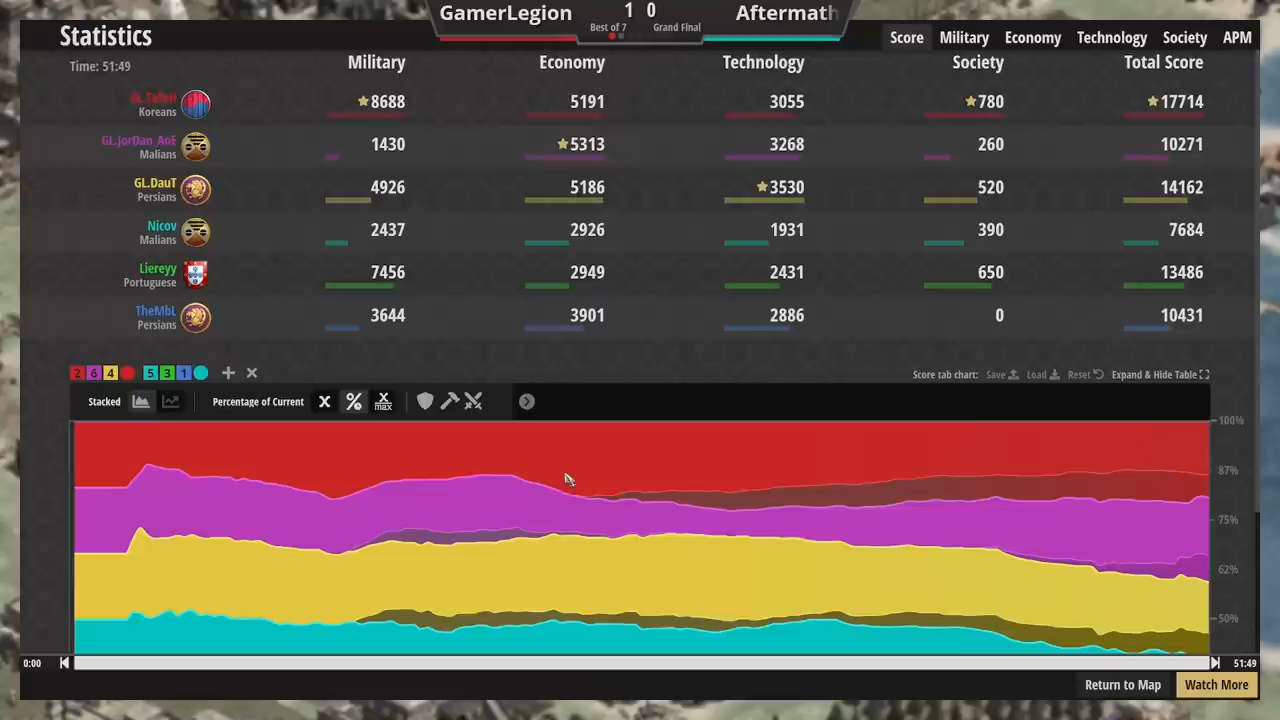 GamerLegion 1 0 Aftermath
Best of 7 Grand Final
Statistics
Score Military Economy Technology Society APM
Time: 51:49
Military Economy Technology Society Total Score
GL.TaToH
Koreans
8688 5191 3055 780 17714
GL.JorDan_AoE
Malians
1430 5313 3268 260 10271
GL.DauT
Persians
4926 5186 3530 520 14162
Nicov
Malians
2437 2926 1931 390 7684
Liereyy
Portuguese
7456 2949 2431 650 13486
TheMbL
Persians
3644 3901 2886 0 10431
2 6 4 5 3 1
Score tab chart: Save Load Reset Expand & Hide Table
Stacked Percentage of Current X % X max
100%
87%
75%
62%
50%
0:00 51:49
Return to Map Watch More